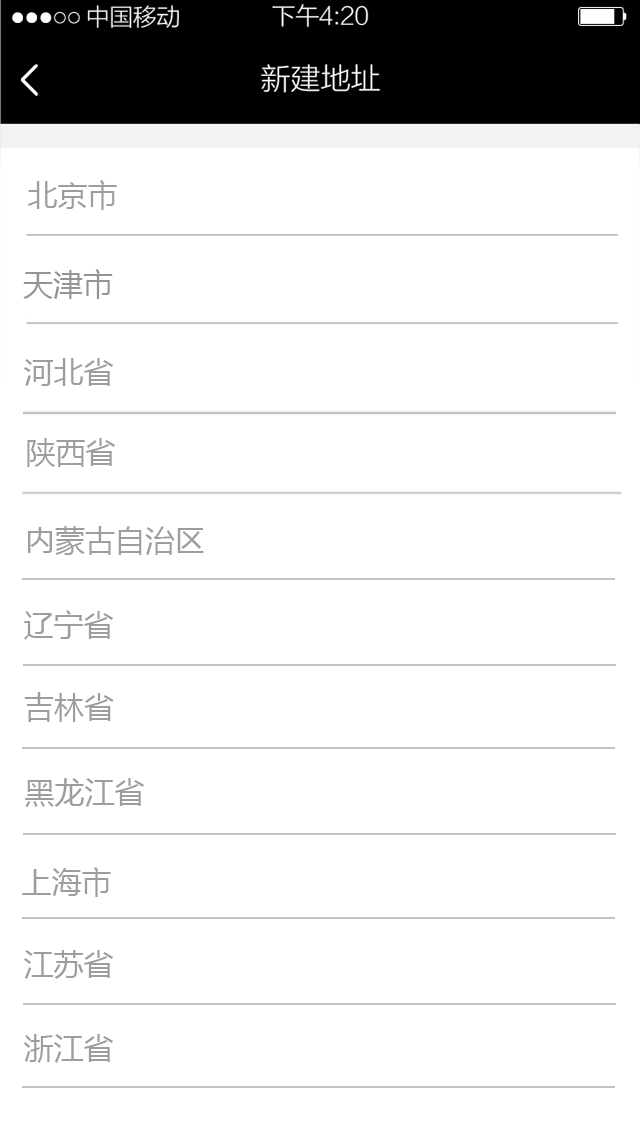 中国移动 下午4:20
新建地址
北京市
天津市
河北省
陕西省
内蒙古自治区
辽宁省
吉林省
黑龙江省
上海市
江苏省
浙江省